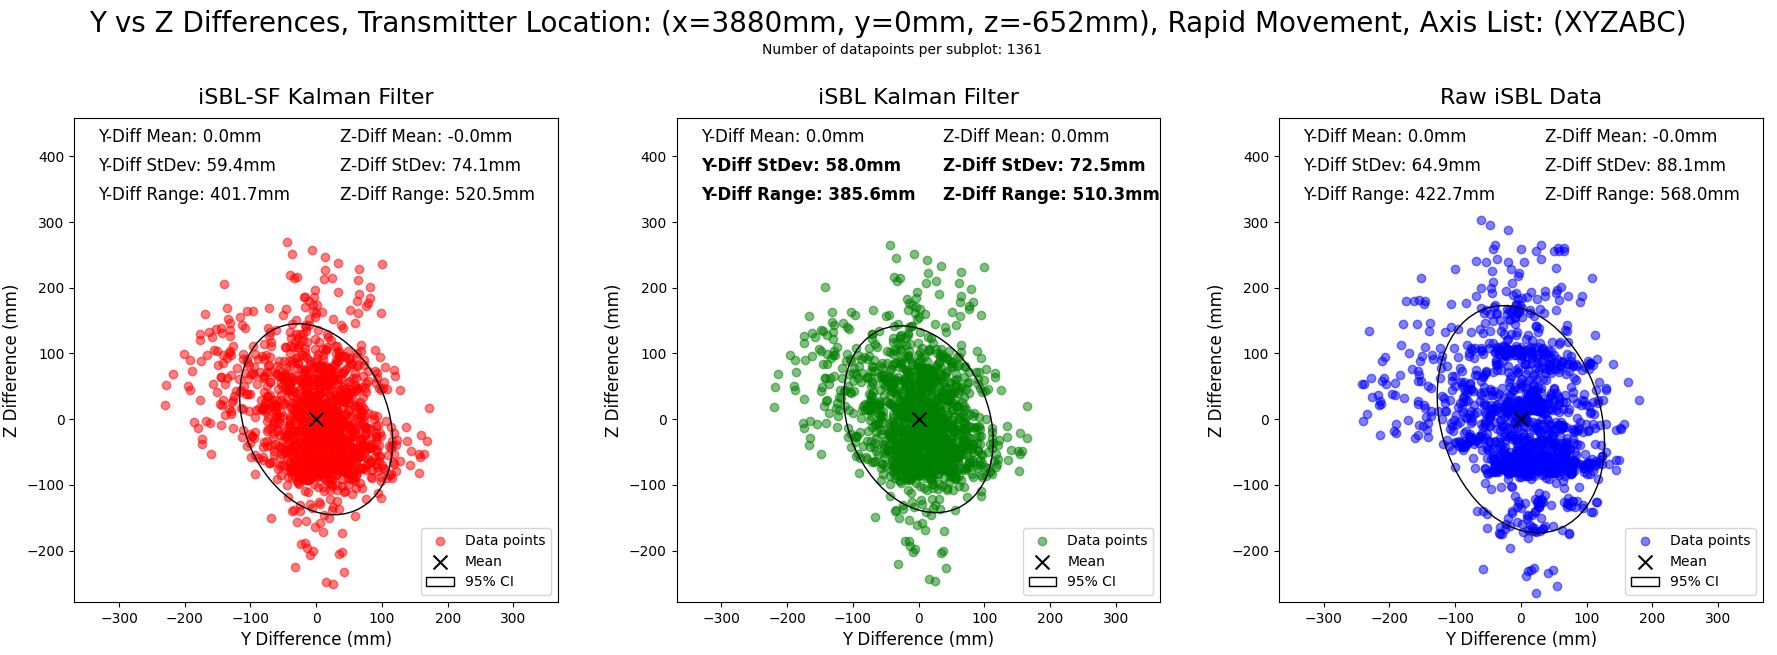 Y vs Z Differences, Transmitter Location: (x=3880mm, y=0mm, z=-652mm), Rapid Movement, Axis List: (XYZABC)
Number of datapoints per subplot: 1361
iSBL-SF Kalman Filter
Y-Diff Mean: 0.0mm Z-Diff Mean: -0.0mm
Y-Diff StDev: 59.4mm Z-Diff StDev: 74.1mm
Y-Diff Range: 401.7mm Z-Diff Range: 520.5mm
400
300
200
100
0
−100
−200
Z Difference (mm)
Data points
Mean
95% CI
−300 −200 −100 0 100 200 300
Y Difference (mm)
iSBL Kalman Filter
Y-Diff Mean: 0.0mm Z-Diff Mean: 0.0mm
Y-Diff StDev: 58.0mm Z-Diff StDev: 72.5mm
Y-Diff Range: 385.6mm Z-Diff Range: 510.3mm
400
300
200
100
0
−100
−200
Z Difference (mm)
Data points
Mean
95% CI
−300 −200 −100 0 100 200 300
Y Difference (mm)
Raw iSBL Data
Y-Diff Mean: 0.0mm Z-Diff Mean: -0.0mm
Y-Diff StDev: 64.9mm Z-Diff StDev: 88.1mm
Y-Diff Range: 422.7mm Z-Diff Range: 568.0mm
400
300
200
100
0
−100
−200
Z Difference (mm)
Data points
Mean
95% CI
−300 −200 −100 0 100 200 300
Y Difference (mm)